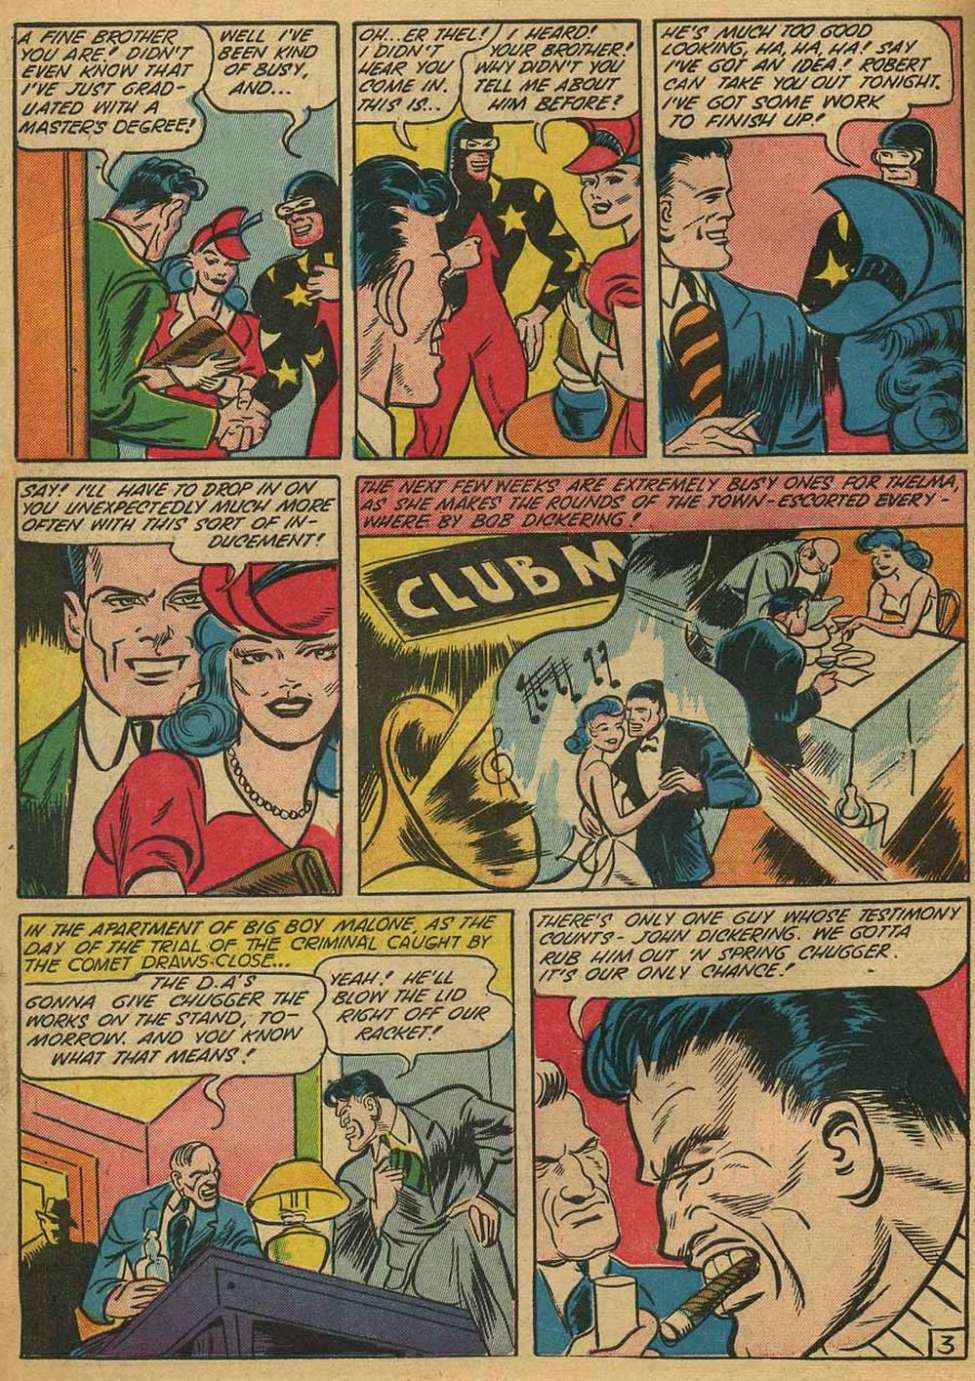 A FINE BROTHER
YOU ARE! DIDN'T
EVEN KNOW THAT
I'VE JUST GRAD-
UATED WITH A
MASTER'S DEGREE!
WELL I'VE
BEEN KIND
OF BUSY,
AND...
OH...ER THEL!
I DIDN'T
HEAR YOU
COME IN.
THIS IS...
I HEARD!
YOUR BROTHER!
WHY DIDN'T YOU
TELL ME ABOUT
HIM BEFORE?
HE'S MUCH TOO GOOD
LOOKING, HA, HA, HA! SAY
I'VE GOT AN IDEA! ROBERT
CAN TAKE YOU OUT TONIGHT.
I'VE GOT SOME WORK
TO FINISH UP!
SAY! I'LL HAVE TO DROP IN ON
YOU UNEXPECTEDLY MUCH MORE
OFTEN WITH THIS SORT OF IN-
DUCEMENT!
THE NEXT FEW WEEKS ARE EXTREMELY BUSY ONES FOR THELMA,
AS SHE MAKES THE ROUNDS OF THE TOWN-ESCORTED EVERY-
WHERE BY BOB DICKERING!
CLUB M
IN THE APARTMENT OF BIG BOY MALONE, AS THE
DAY OF THE TRIAL OF THE CRIMINAL CAUGHT BY
THE COMET DRAWS CLOSE...
THE D.A'S
GONNA GIVE CHUGGER THE
WORKS ON THE STAND, TO-
MORROW. AND YOU KNOW
WHAT THAT MEANS!
YEAH! HE'LL
BLOW THE LID
RIGHT OFF OUR
RACKET!
THERE'S ONLY ONE GUY WHOSE TESTIMONY
COUNTS- JOHN DICKERING. WE GOTTA
RUB HIM OUT 'N SPRING CHUGGER.
IT'S OUR ONLY CHANCE!
3